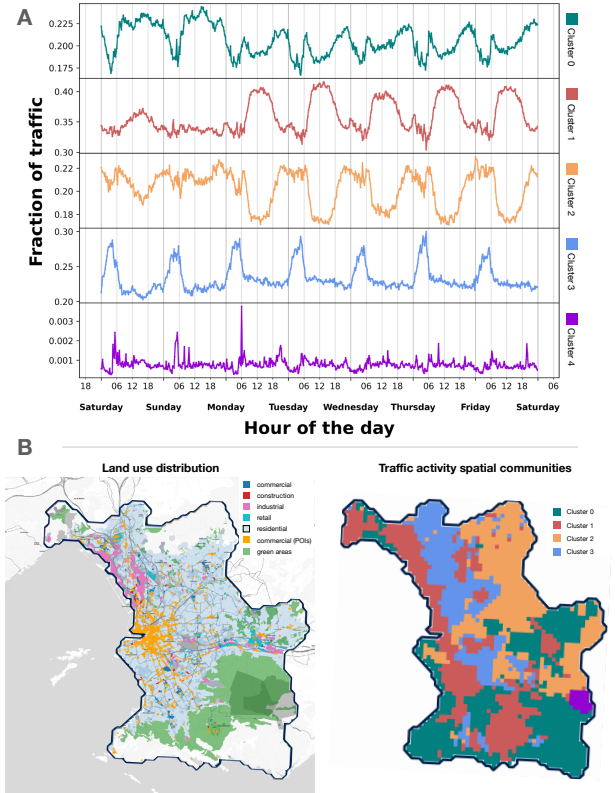 A
0.225
0.200
0.175
Cluster 0
0.40
0.35
0.30
Cluster 1
0.22
0.20
0.18
Cluster 2
0.30
0.25
0.20
Cluster 3
0.003
0.002
0.001
Cluster 4
Fraction of traffic
18 06 12 18 06 12 18 06 12 18 06 12 18 06 12 18 06 12 18 06 12 18 06
Saturday Sunday Monday Tuesday Wednesday Thursday Friday Saturday
Hour of the day
B
Land use distribution
commercial
construction
industrial
retail
residential
commercial (POIs)
green areas
Traffic activity spatial communities
Cluster 0
Cluster 1
Cluster 2
Cluster 3